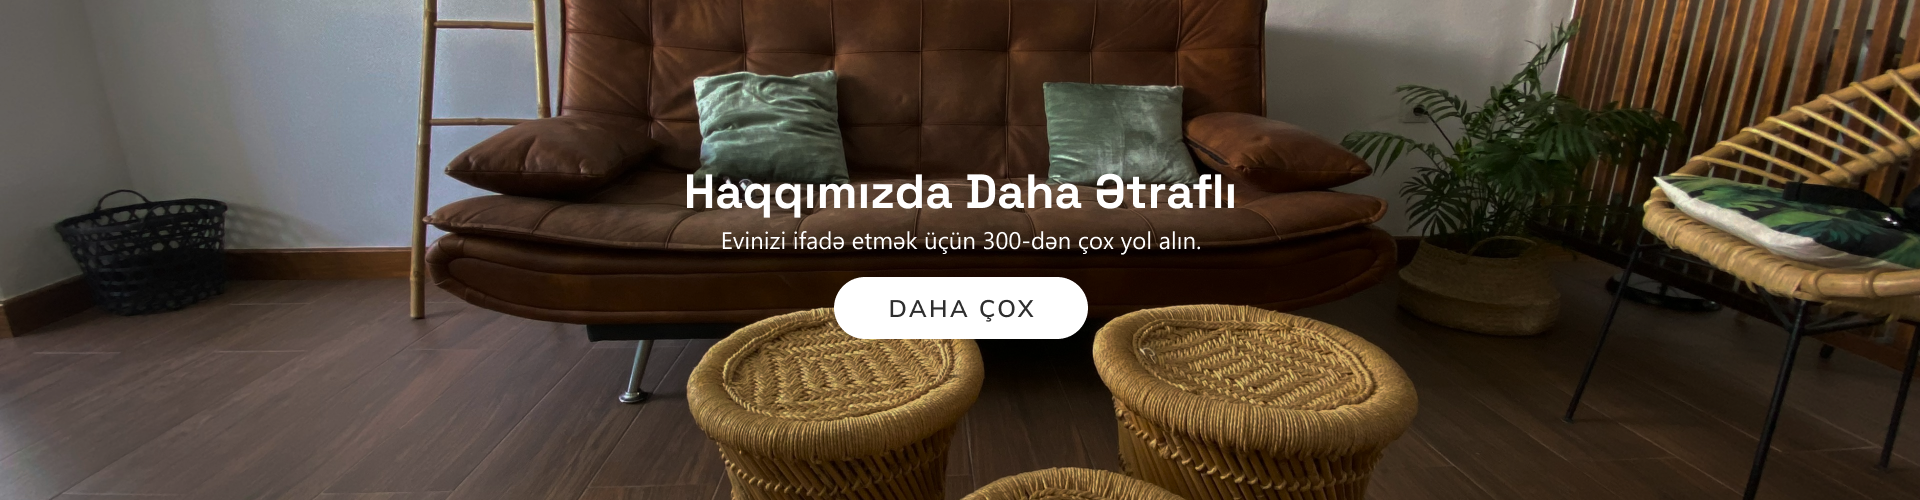 Haqqımızda Daha Ətraflı
Evinizi ifadə etmək üçün 300-dən çox yol alın.
DAHA ÇOX